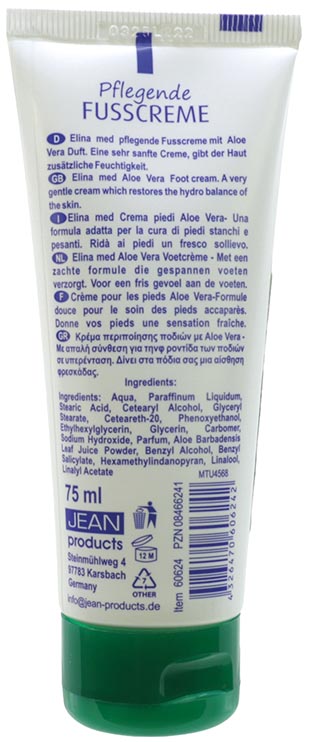 Pflegende
FUSSCREME
D Elina med pflegende Fusscreme mit Aloe
Vera Duft. Eine sehr sanfte Creme, gibt der Haut
zusätzliche Feuchtigkeit.
GB Elina med Aloe Vera Foot cream. A very
gentle cream which restores the hydro balance of
the skin.
I Elina med Crema piedi Aloe Vera- Una
formula adatta per la cura di piedi stanchi e
pesanti. Ridà ai piedi un fresco sollievo.
NL Elina med Aloe Vera Voetcrème - Met een
zachte formule die gespannen voeten
verzorgt. Voor een fris gevoel aan de voeten.
F Crème pour les pieds Aloe Vera-Formule
douce pour le soin des pieds accaparés.
Donne vos pieds une sensation fraîche.
GR Κρέμα περιποίησης ποδιών με Aloe Vera -
Με απαλή σύνθεση για τηνφ ροντίδα των ποδιών
σε υπερένταση. Δίνει στα πόδια σας μια αίσθηση
φρεσκάδας.
Ingredients:
Ingredients: Aqua, Paraffinum Liquidum,
Stearic Acid, Cetearyl Alcohol, Glyceryl
Stearate, Ceteareth-20, Phenoxyethanol,
Ethylhexylglycerin, Glycerin, Carbomer,
Sodium Hydroxide, Parfum, Aloe Barbadensis
Leaf Juice Powder, Benzyl Alcohol, Benzyl
Salicylate, Hexamethylindanopyran, Linalool,
Linalyl Acetate
MTU4568
75 ml
JEAN
products
Steinmühlweg 4
97783 Karsbach
Germany
info@jean-products.de
12 M
7
OTHER
Item 60624 PZN 08466241
4326470606242